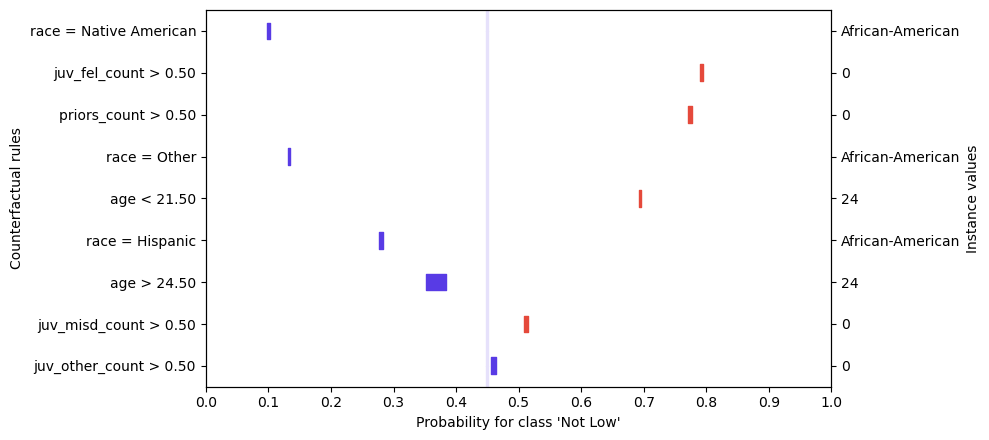 race = Native American African-American
juv_fel_count > 0.50 0
priors_count > 0.50 0
race = Other African-American
age < 21.50 24
race = Hispanic African-American
age > 24.50 24
juv_misd_count > 0.50 0
juv_other_count > 0.50 0
Counterfactual rules
Instance values
0.0 0.1 0.2 0.3 0.4 0.5 0.6 0.7 0.8 0.9 1.0
Probability for class 'Not Low'